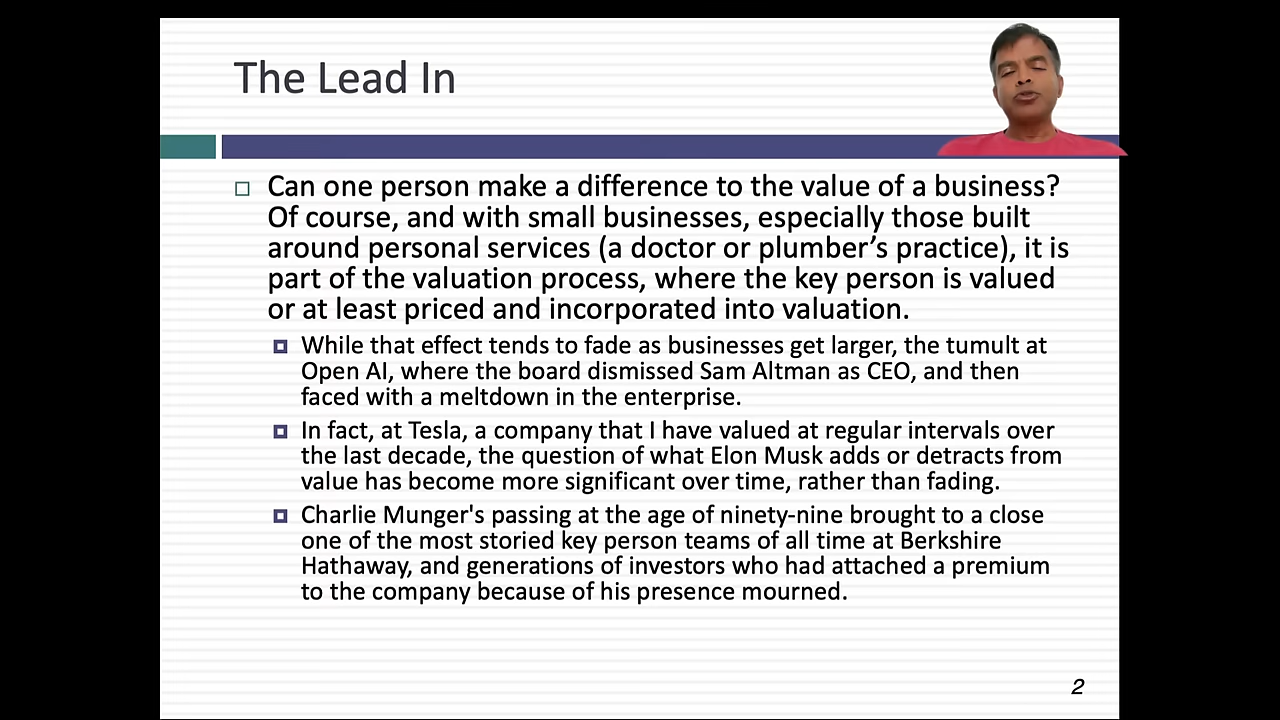 The Lead In
Can one person make a difference to the value of a business?
Of course, and with small businesses, especially those built
around personal services (a doctor or plumber’s practice), it is
part of the valuation process, where the key person is valued
or at least priced and incorporated into valuation.
While that effect tends to fade as businesses get larger, the tumult at
Open AI, where the board dismissed Sam Altman as CEO, and then
faced with a meltdown in the enterprise.
In fact, at Tesla, a company that I have valued at regular intervals over
the last decade, the question of what Elon Musk adds or detracts from
value has become more significant over time, rather than fading.
Charlie Munger's passing at the age of ninety-nine brought to a close
one of the most storied key person teams of all time at Berkshire
Hathaway, and generations of investors who had attached a premium
to the company because of his presence mourned.
2